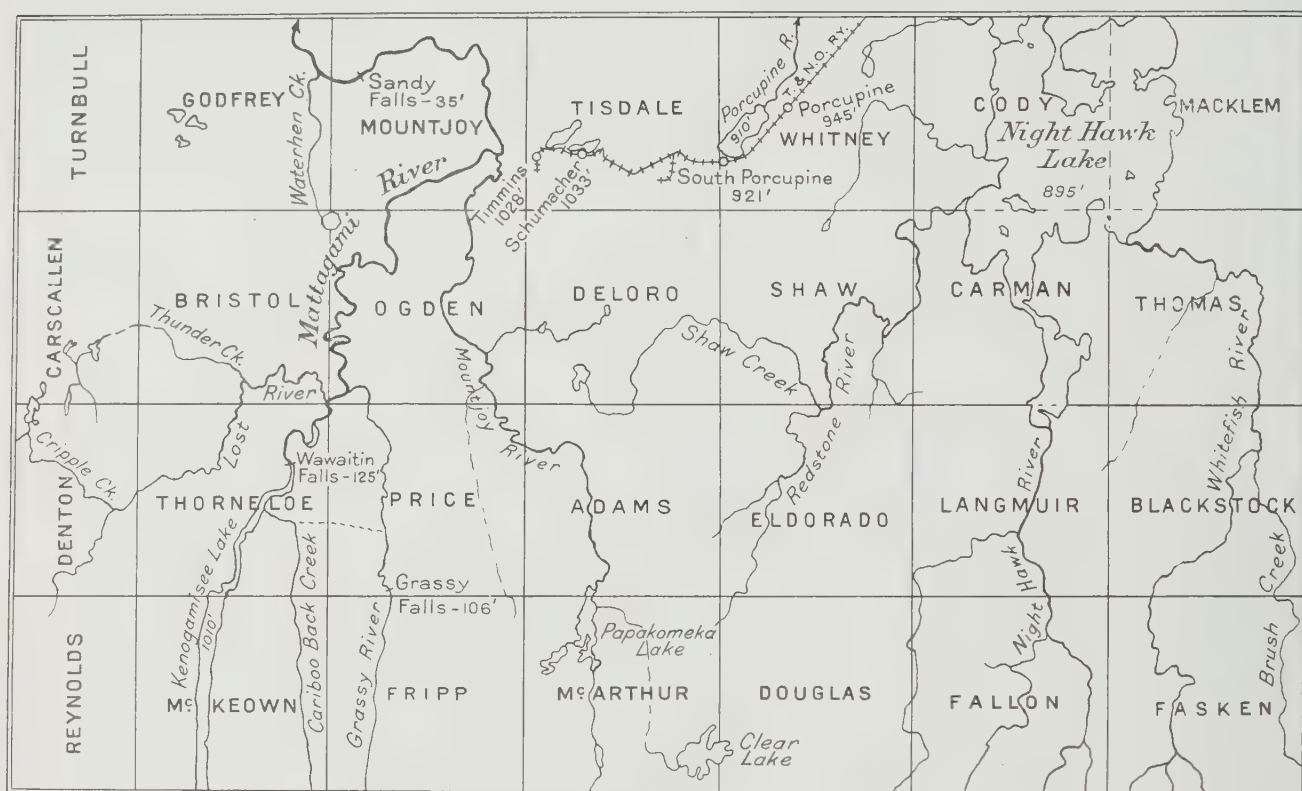 TURNBULL
GODFREY
Waterhen Ck.
Sandy
Falls-35'
MOUNTJOY
River
Mattagami
TISDALE
Timmins
1028'
Schumacher
1033'
Porcupine R.
910'
T. & N.O. RY.
Porcupine
945'
WHITNEY
South Porcupine
921'
CODY
Night Hawk
Lake
895'
MACKLEM
CARSCALLEN
BRISTOL
Thunder Ck.
OGDEN
DELORO
SHAW
Shaw Creek
CARMAN
THOMAS
Whitefish River
Lost
River
Mountjoy
River
Redstone
River
Cripple Ck.
DENTON
THORNELOE
Wawaitin
Falls-125'
PRICE
ADAMS
ELDORADO
LANGMUIR
Night Hawk
River
BLACKSTOCK
Grassy
Falls-106'
REYNOLDS
Kenogamisee Lake
1010'
McKEOWN
Cariboo Back Creek
Grassy River
FRIPP
Papakomeka
Lake
McARTHUR
Clear
Lake
DOUGLAS
FALLON
FASKEN
Brush Creek